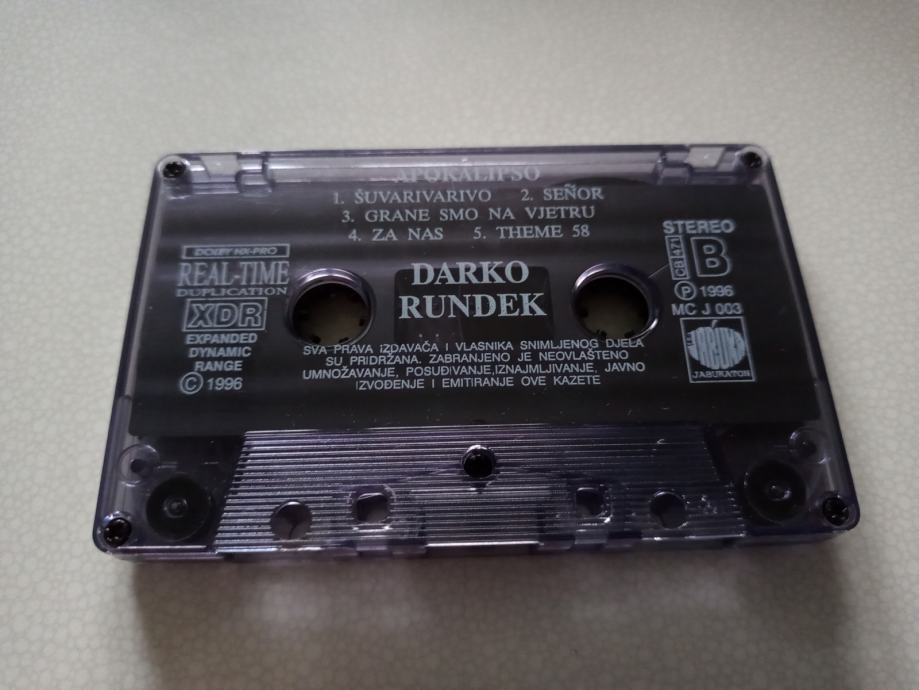 APOKALIPSO
1. ŠUVARIVARIVO 2. SEÑOR
3. GRANE SMO NA VJETRU
4. ZA NAS 5. THEME 58
DOLBY HX-PRO
REAL-TIME
DUPLICATION
XDR
EXPANDED
DYNAMIC
RANGE
© 1996
DARKO
RUNDEK
STEREO
CB 471
B
℗ 1996
MC J 003
JABUKATON
SVA PRAVA IZDAVAČA I VLASNIKA SNIMLJENOG DJELA
SU PRIDRŽANA. ZABRANJENO JE NEOVLAŠTENO
UMNOŽAVANJE, POSUĐIVANJE,IZNAJMLJIVANJE, JAVNO
IZVOĐENJE I EMITIRANJE OVE KAZETE